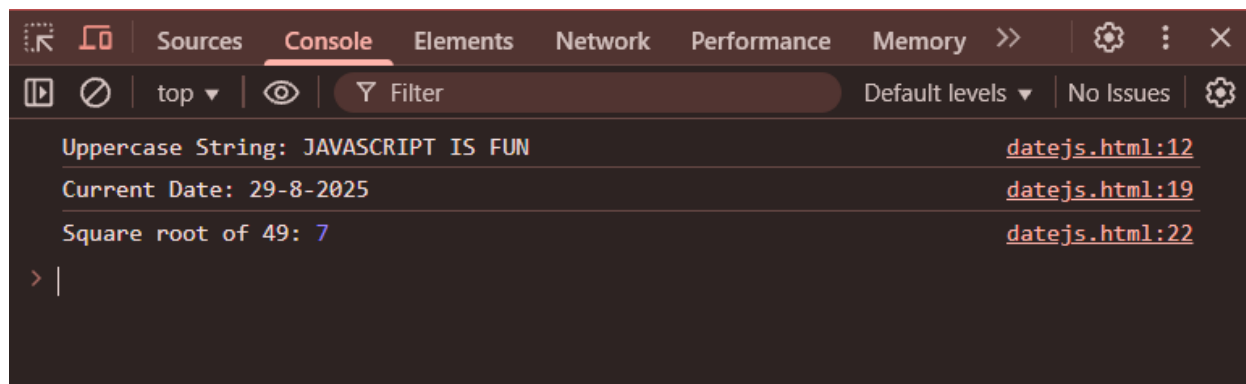 Sources Console Elements Network Performance Memory
top Filter Default levels No Issues
Uppercase String: JAVASCRIPT IS FUN datejs.html:12
Current Date: 29-8-2025 datejs.html:19
Square root of 49: 7 datejs.html:22